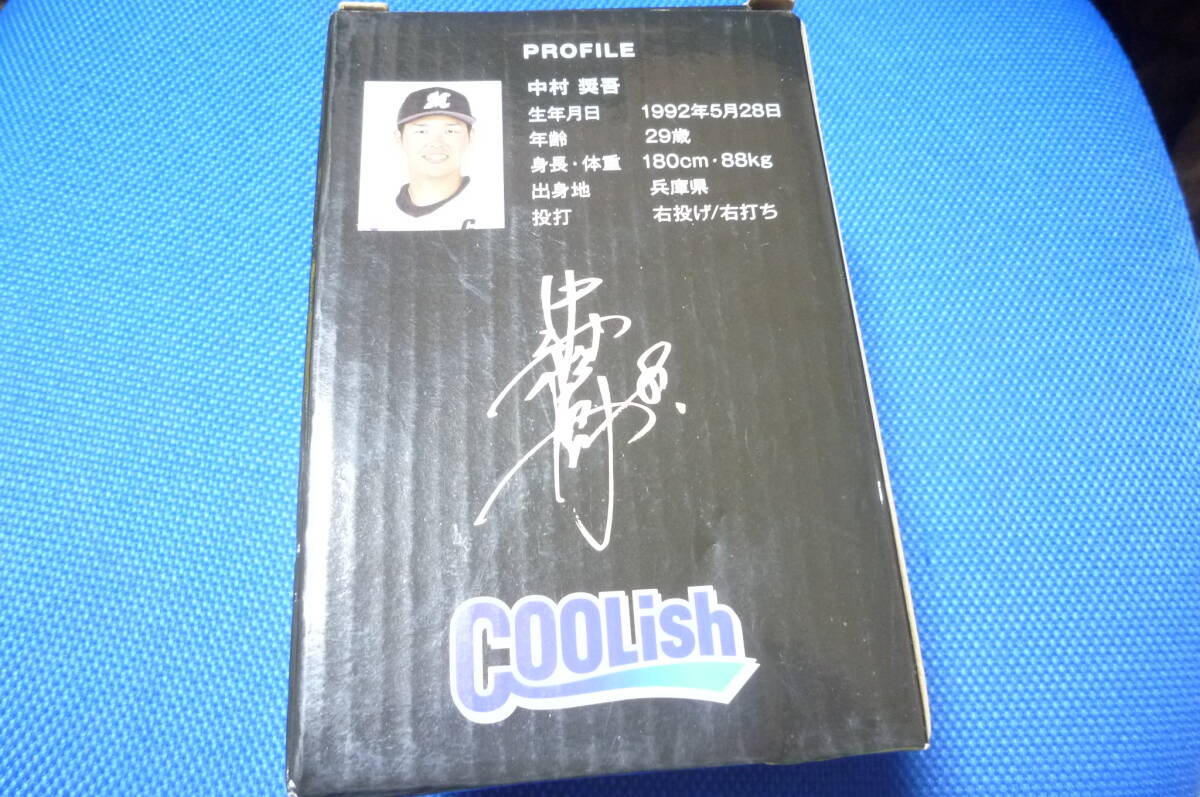 PROFILE
中村 奨吾
生年月日 1992年5月28日
年齢 29歳
身長・体重 180cm・88kg
出身地 兵庫県
投打 右投げ/右打ち
M
COOLish